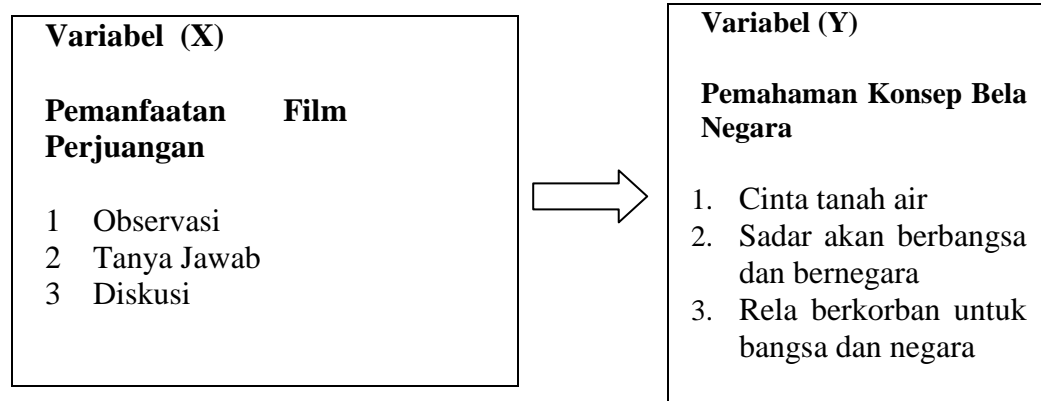 Variabel (X)
Pemanfaatan Film
Perjuangan
1 Observasi
2 Tanya Jawab
3 Diskusi
Variabel (Y)
Pemahaman Konsep Bela
Negara
1. Cinta tanah air
2. Sadar akan berbangsa
dan bernegara
3. Rela berkorban untuk
bangsa dan negara